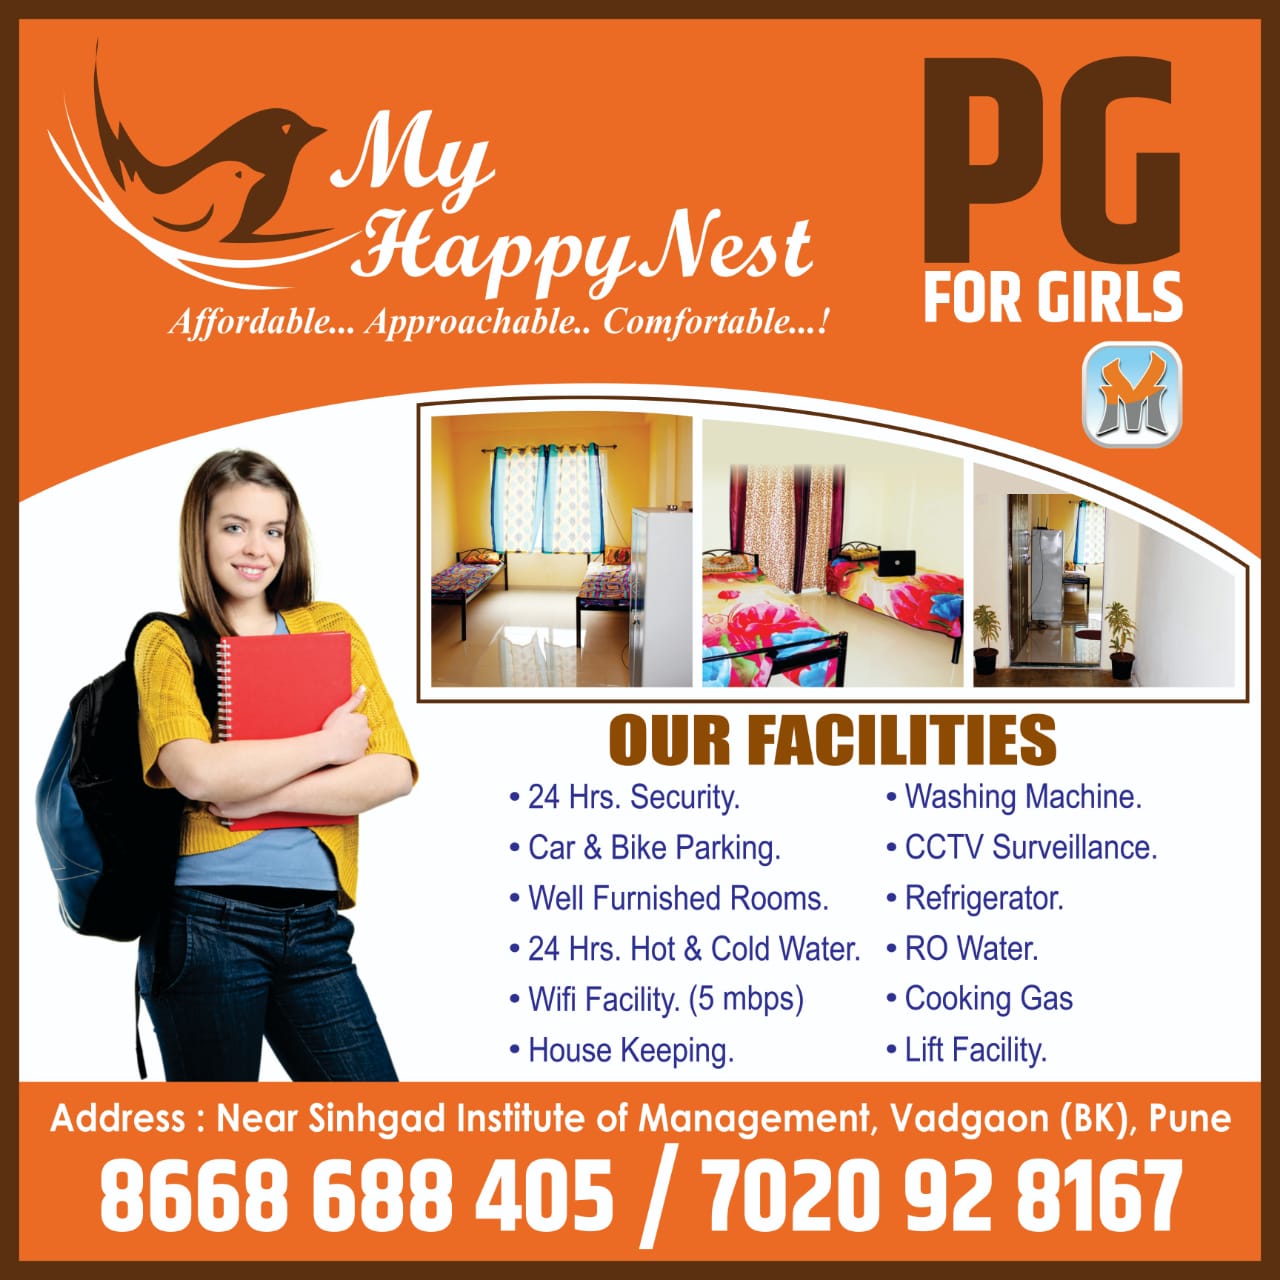 My
Happy Nest
Affordable... Approachable.. Comfortable...!
PG
FOR GIRLS
OUR FACILITIES
• 24 Hrs. Security.
• Car & Bike Parking.
• Well Furnished Rooms.
• 24 Hrs. Hot & Cold Water.
• Wifi Facility. (5 mbps)
• House Keeping.
• Washing Machine.
• CCTV Surveillance.
• Refrigerator.
• RO Water.
• Cooking Gas
• Lift Facility.
Address : Near Sinhgad Institute of Management, Vadgaon (BK), Pune
8668 688 405 / 7020 92 8167